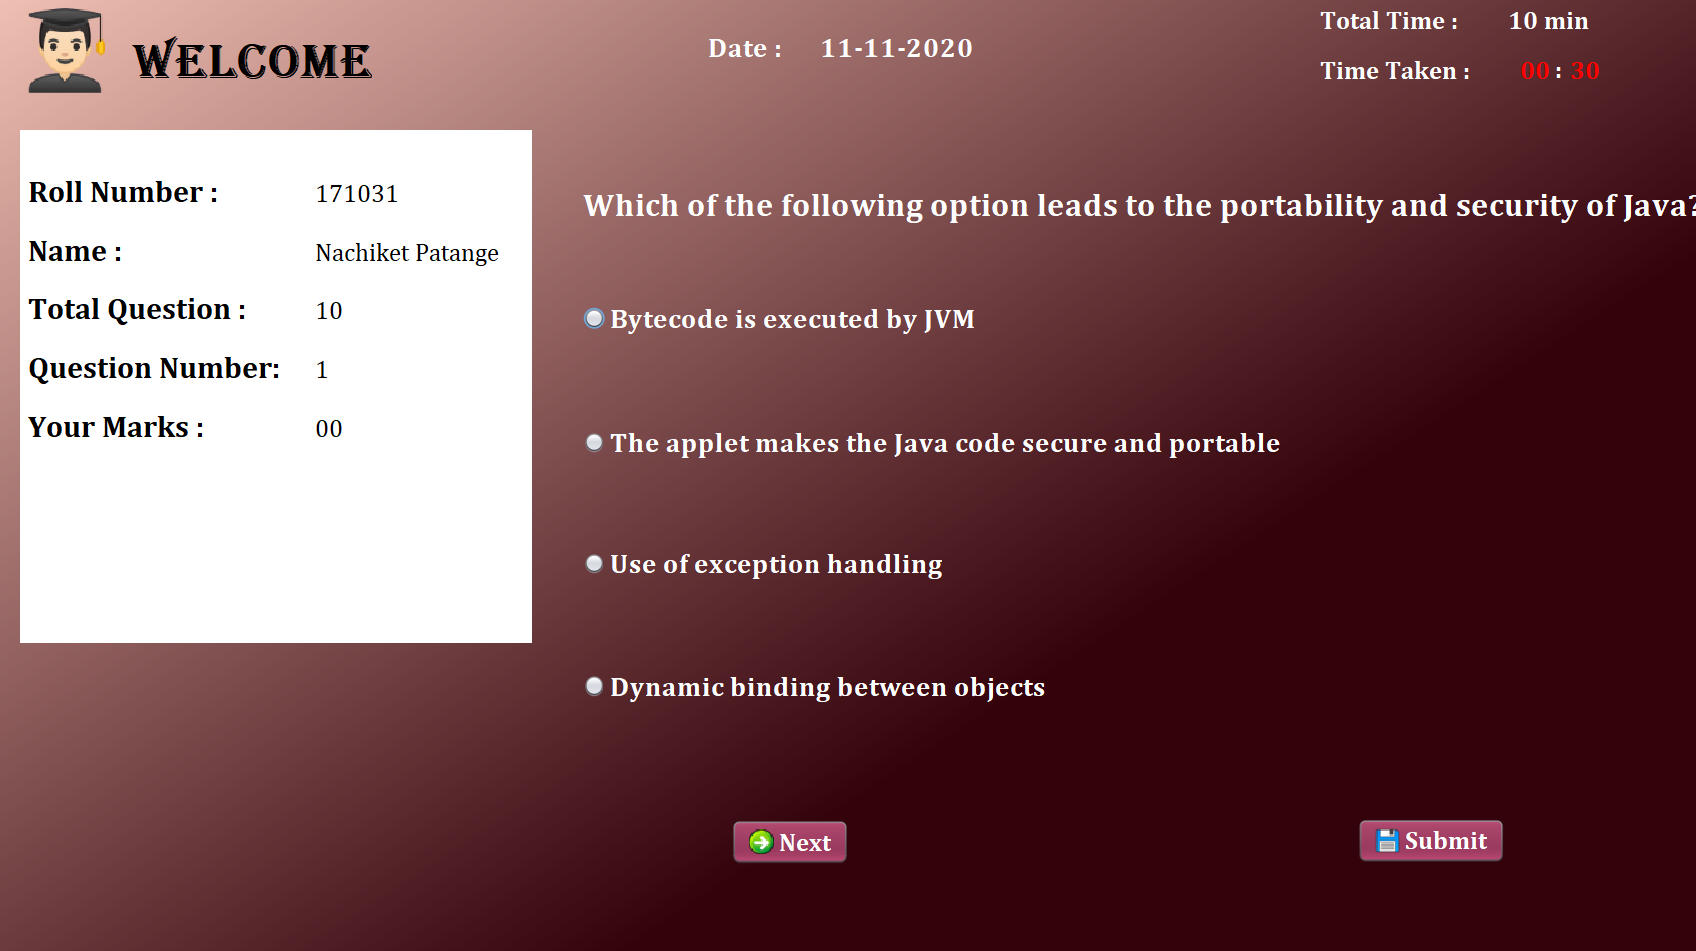 WELCOME
Date : 11-11-2020
Total Time : 10 min
Time Taken : 00 : 30
Roll Number : 171031
Name : Nachiket Patange
Total Question : 10
Question Number: 1
Your Marks : 00
Which of the following option leads to the portability and security of Java?
Bytecode is executed by JVM
The applet makes the Java code secure and portable
Use of exception handling
Dynamic binding between objects
Next
Submit